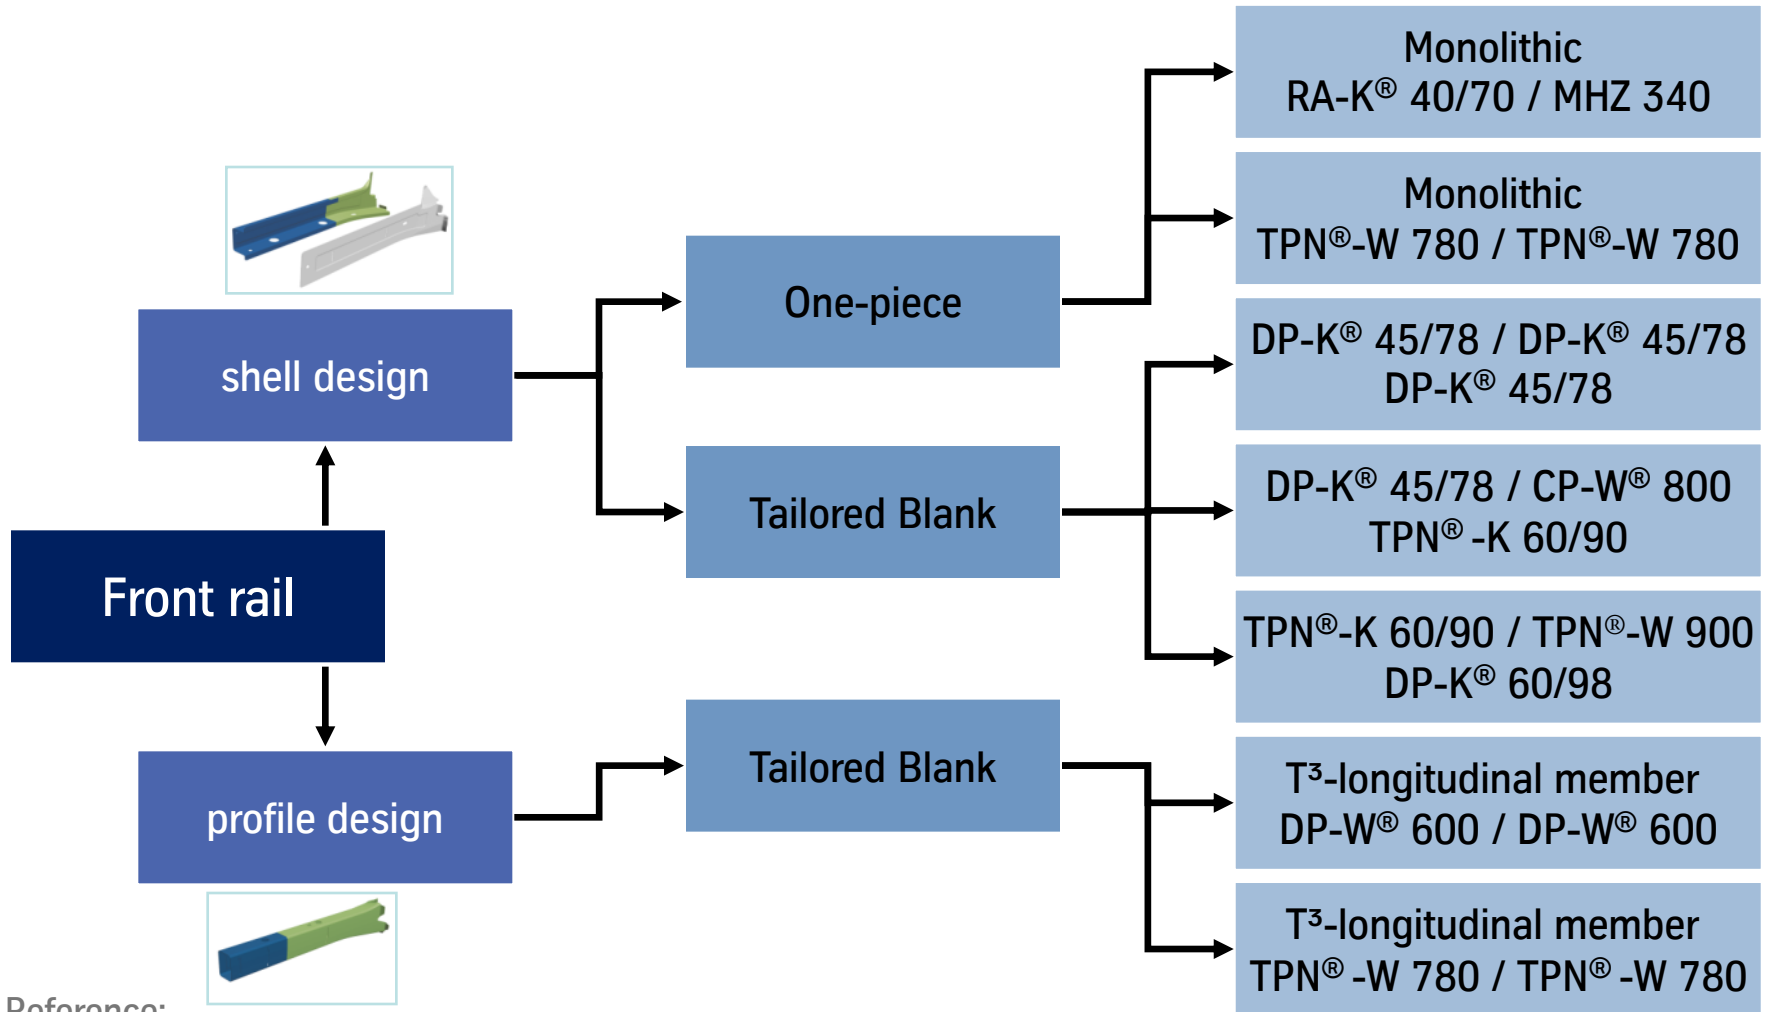 Monolithic
RA-K® 40/70 / MHZ 340
Monolithic
TPN®-W 780 / TPN®-W 780
One-piece
DP-K® 45/78 / DP-K® 45/78
DP-K® 45/78
shell design
DP-K® 45/78 / CP-W® 800
TPN® -K 60/90
Tailored Blank
Front rail
TPN®-K 60/90 / TPN®-W 900
DP-K® 60/98
Tailored Blank
T³-longitudinal member
DP-W® 600 / DP-W® 600
profile design
T³-longitudinal member
TPN® -W 780 / TPN® -W 780
Reference: